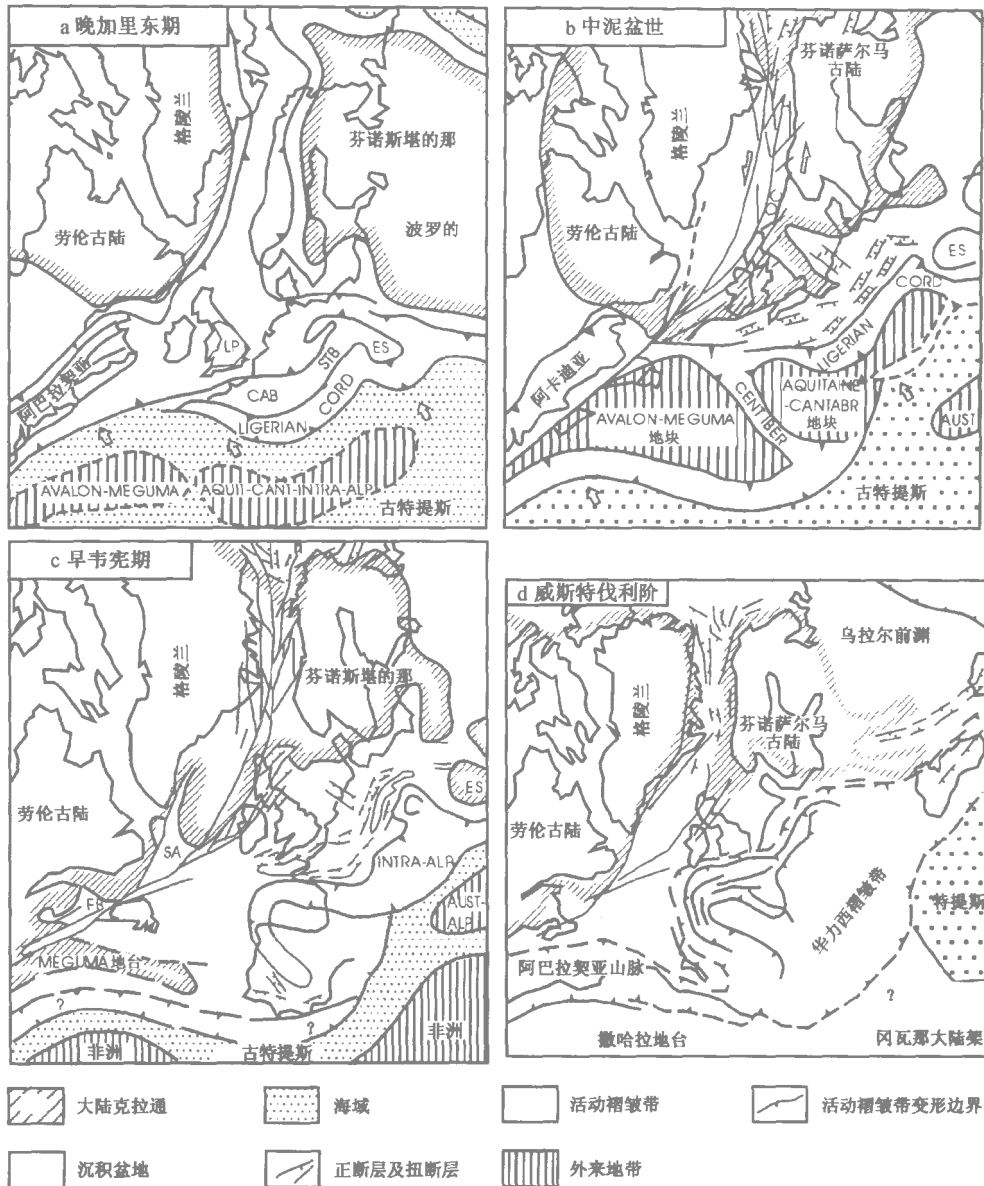 a 晚加里东期
格陵兰
芬诺斯堪的那
劳伦古陆
波罗的
LP
STB
ES
CAB
CORD
LIGERIAN
阿巴拉契亚
AVALON-MEGUMA
AQUIT-CANT-INTRA-ALP
古特提斯
b 中泥盆世
芬诺萨尔马
古陆
格陵兰
劳伦古陆
ES
CORD
LIGERIAN
阿卡迪亚
CENTIBER
AVALON-MEGUMA
地块
AQUITAINE
-CANTABR
地块
AUST
古特提斯
c 早韦宪期
格陵兰
芬诺斯堪的那
劳伦古陆
ES
SA
INTRA-ALP
FB
AUST-
ALP
MEGUMA地台
?
?
非洲
古特提斯
非洲
d 威斯特伐利阶
乌拉尔前渊
格陵兰
芬诺萨尔马
古陆
劳伦古陆
华力西褶皱带
特提斯
阿巴拉契亚山脉
?
撒哈拉地台
冈瓦那大陆架
大陆克拉通
海域
活动褶皱带
活动褶皱带变形边界
沉积盆地
正断层及扭断层
外来地带